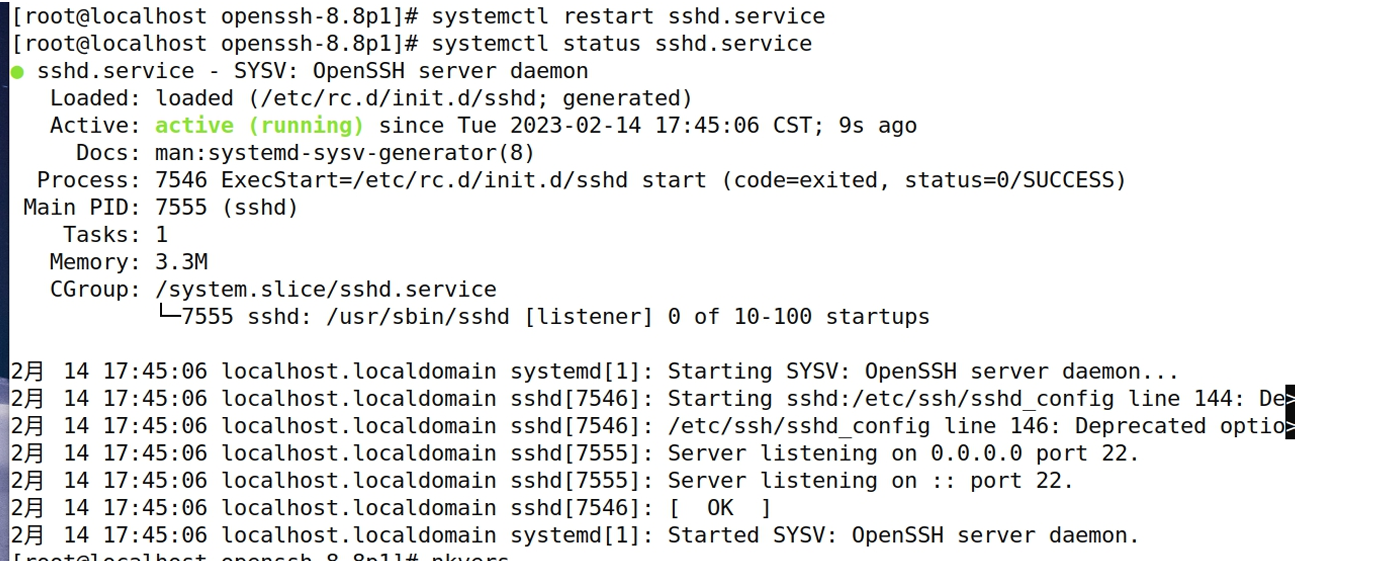 [root@localhost openssh-8.8p1]# systemctl restart sshd.service
[root@localhost openssh-8.8p1]# systemctl status sshd.service
● sshd.service - SYSV: OpenSSH server daemon
   Loaded: loaded (/etc/rc.d/init.d/sshd; generated)
   Active: active (running) since Tue 2023-02-14 17:45:06 CST; 9s ago
     Docs: man:systemd-sysv-generator(8)
  Process: 7546 ExecStart=/etc/rc.d/init.d/sshd start (code=exited, status=0/SUCCESS)
 Main PID: 7555 (sshd)
    Tasks: 1
   Memory: 3.3M
   CGroup: /system.slice/sshd.service
           └─7555 sshd: /usr/sbin/sshd [listener] 0 of 10-100 startups
2月 14 17:45:06 localhost.localdomain systemd[1]: Starting SYSV: OpenSSH server daemon...
2月 14 17:45:06 localhost.localdomain sshd[7546]: Starting sshd:/etc/ssh/sshd_config line 144: De>
2月 14 17:45:06 localhost.localdomain sshd[7546]: /etc/ssh/sshd_config line 146: Deprecated optio>
2月 14 17:45:06 localhost.localdomain sshd[7555]: Server listening on 0.0.0.0 port 22.
2月 14 17:45:06 localhost.localdomain sshd[7555]: Server listening on :: port 22.
2月 14 17:45:06 localhost.localdomain sshd[7546]: [  OK  ]
2月 14 17:45:06 localhost.localdomain systemd[1]: Started SYSV: OpenSSH server daemon.
[root@localhost openssh-8.8p1]# nkvers